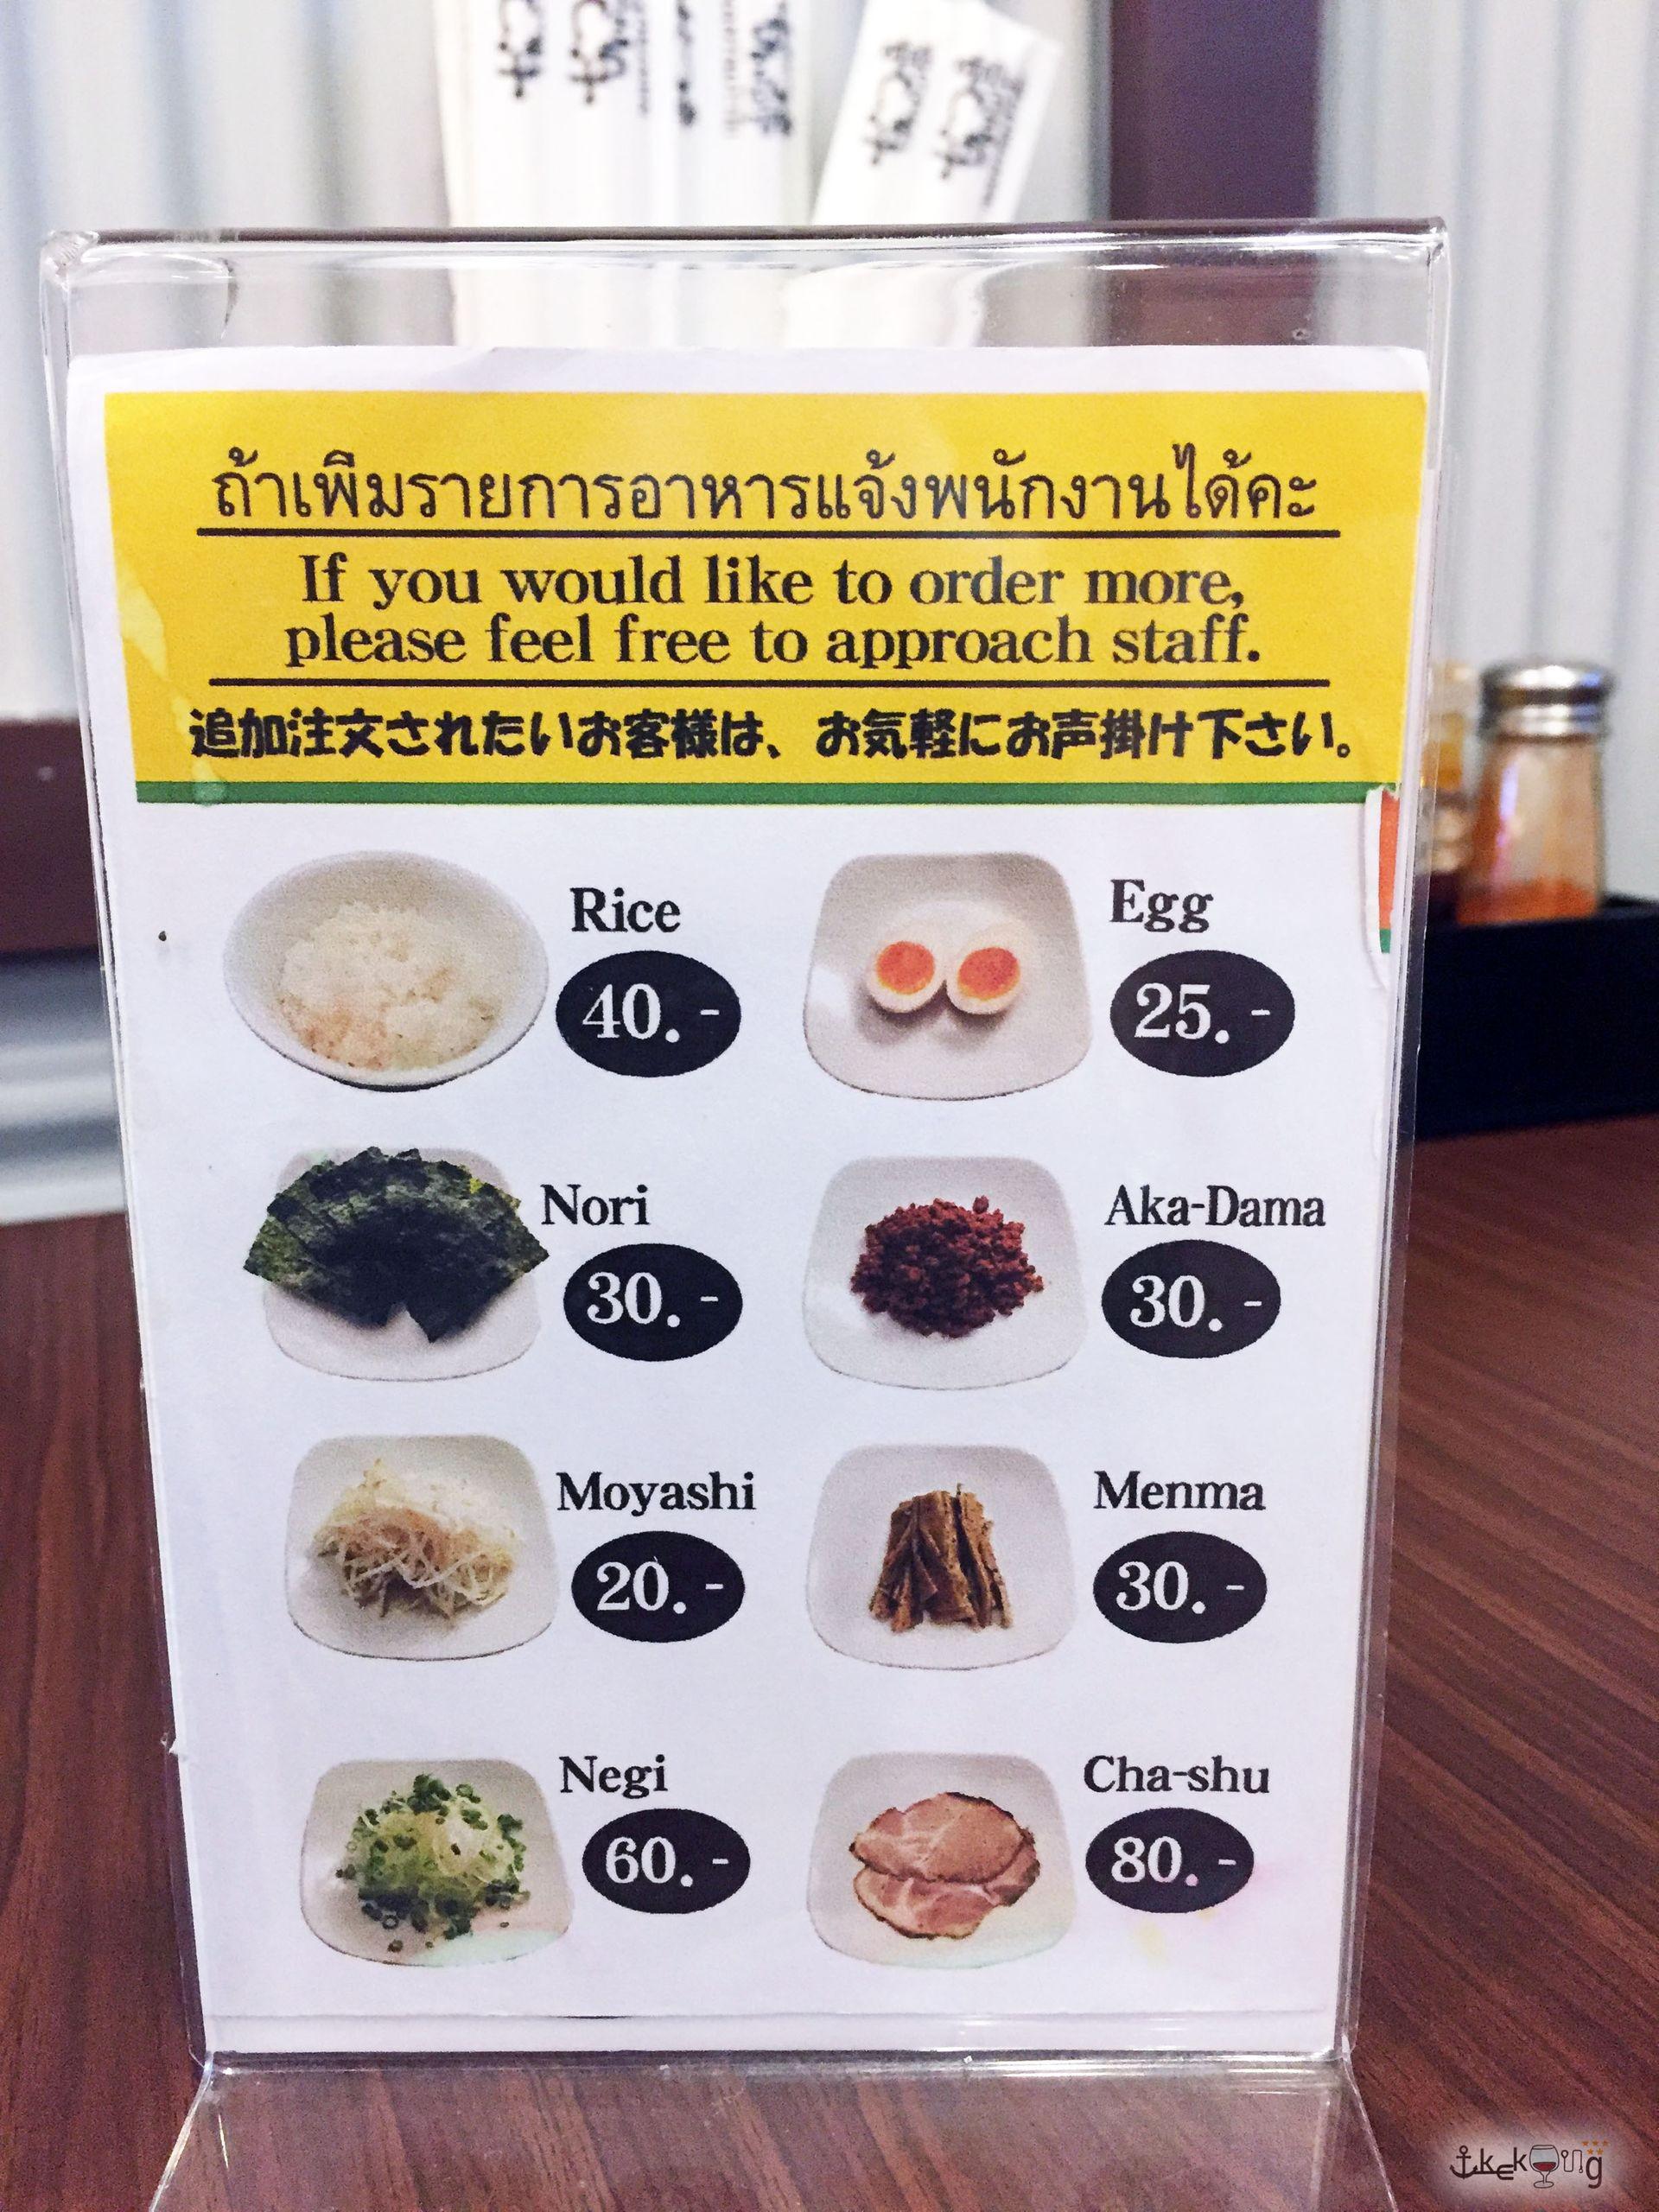 ถ้าเพิ่มรายการอาหารแจ้งพนักงานได้คะ
If you would like to order more,
please feel free to approach staff.
追加注文されたいお客様は、お気軽にお声掛け下さい。
Rice
40.-
Egg
25.-
Nori
30.-
Aka-Dama
30.-
Moyashi
20.-
Menma
30.-
Negi
60.-
Cha-shu
80.-